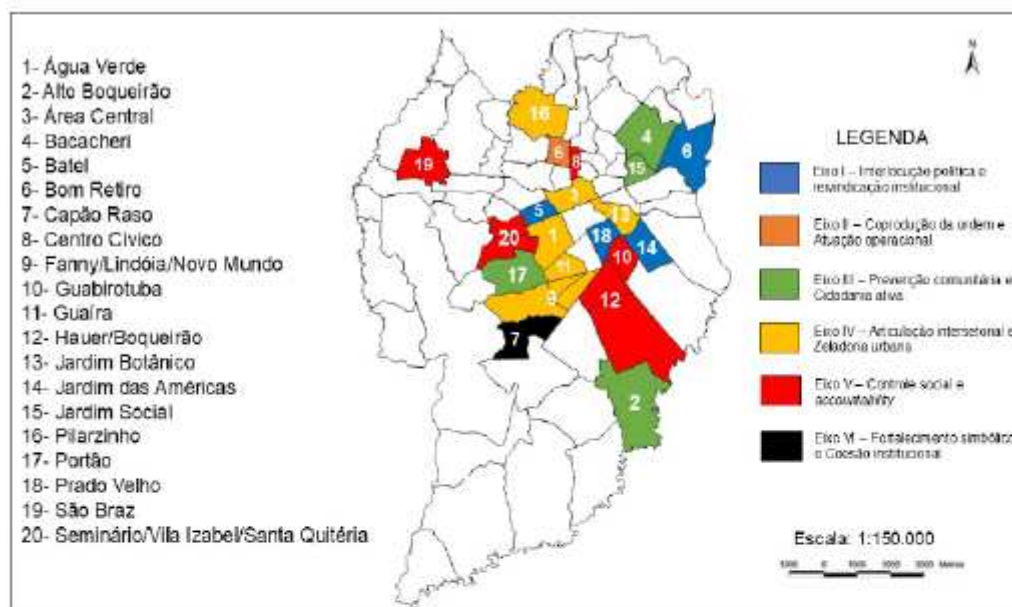 1- Água Verde
2- Alto Boqueirão
3- Área Central
4- Bacacheri
5- Batel
6- Bom Retiro
7- Capão Raso
8- Centro Cívico
9- Fanny/Lindóia/Novo Mundo
10- Guabirotuba
11- Guaíra
12- Hauer/Boqueirão
13- Jardim Botânico
14- Jardim das Américas
15- Jardim Social
16- Pilarzinho
17- Portão
18- Prado Velho
19- São Braz
20- Seminário/Vila Izabel/Santa Quitéria
N
16
4
6
6
8
15
19
3
5
13
20
1
18
14
10
17
11
9
12
7
2
LEGENDA
Eixo I – Interlocução política e
reivindicação institucional
Eixo II – Coprodução da ordem e
Atuação operacional
Eixo III – Prevenção comunitária e
Cidadania ativa
Eixo IV – Articulação intersetorial e
Zeladoria urbana
Eixo V – Controle social e
accountability
Eixo VI – Fortalecimento simbólico
e Coesão institucional
Escala: 1:150.000
0
Metros